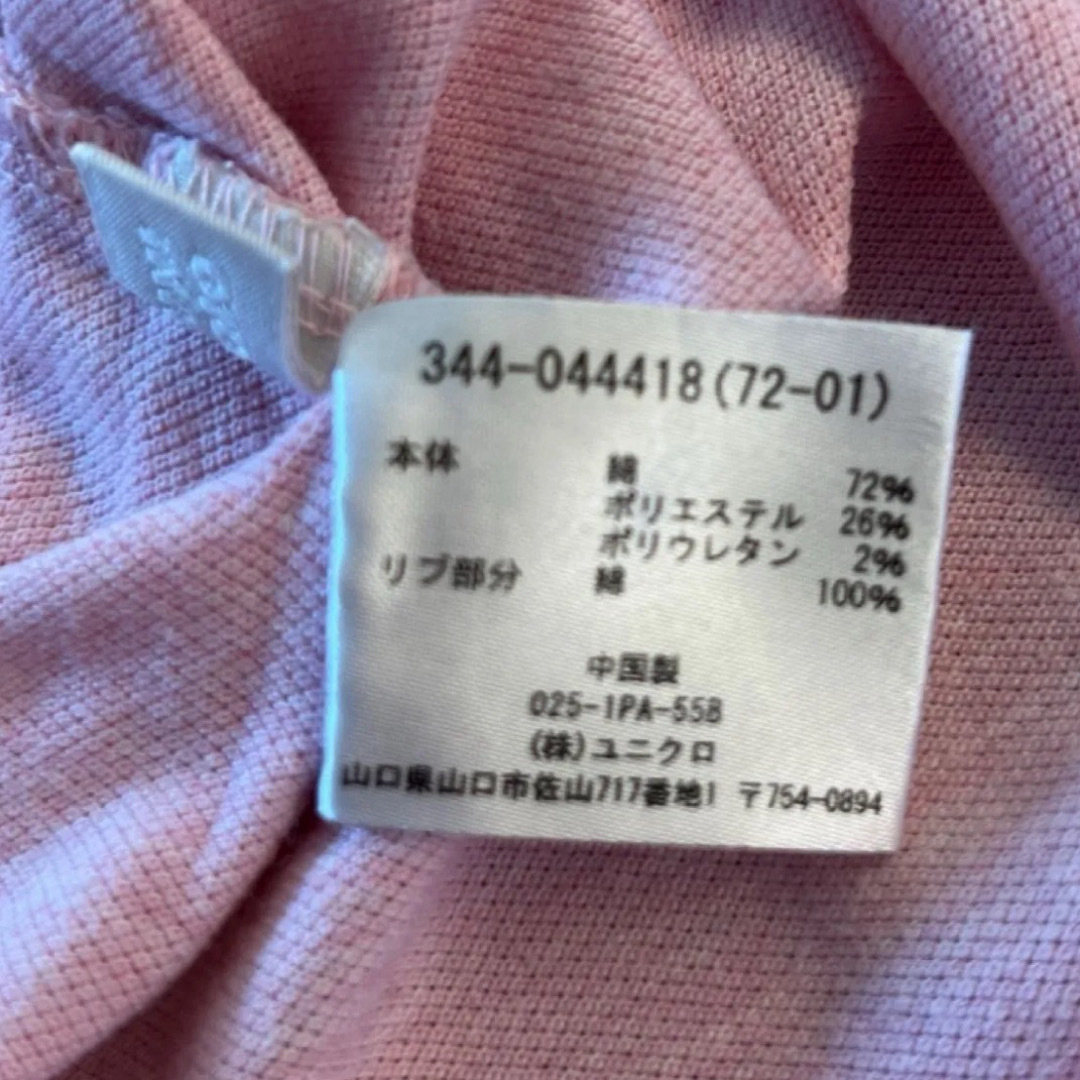 344-044418(72-01)
本体 綿 72%
ポリエステル 26%
ポリウレタン 2%
リブ部分 綿 100%
中国製
025-1PA-55B
(株)ユニクロ
山口県山口市佐山717番地1 〒754-0894